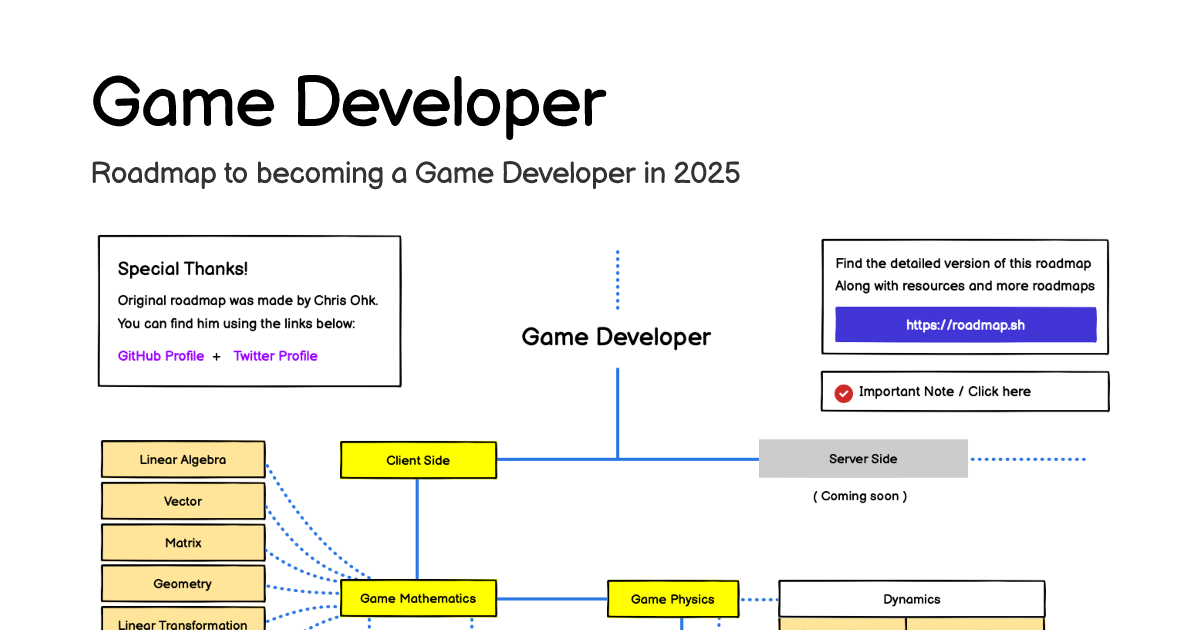 Game Developer
Roadmap to becoming a Game Developer in 2025
Special Thanks!
Original roadmap was made by Chris Ohk.
You can find him using the links below:
GitHub Profile + Twitter Profile
Find the detailed version of this roadmap
Along with resources and more roadmaps
https://roadmap.sh
Important Note / Click here
Game Developer
Linear Algebra
Vector
Matrix
Geometry
Linear Transformation
Client Side
Server Side
( Coming soon )
Game Mathematics
Game Physics
Dynamics